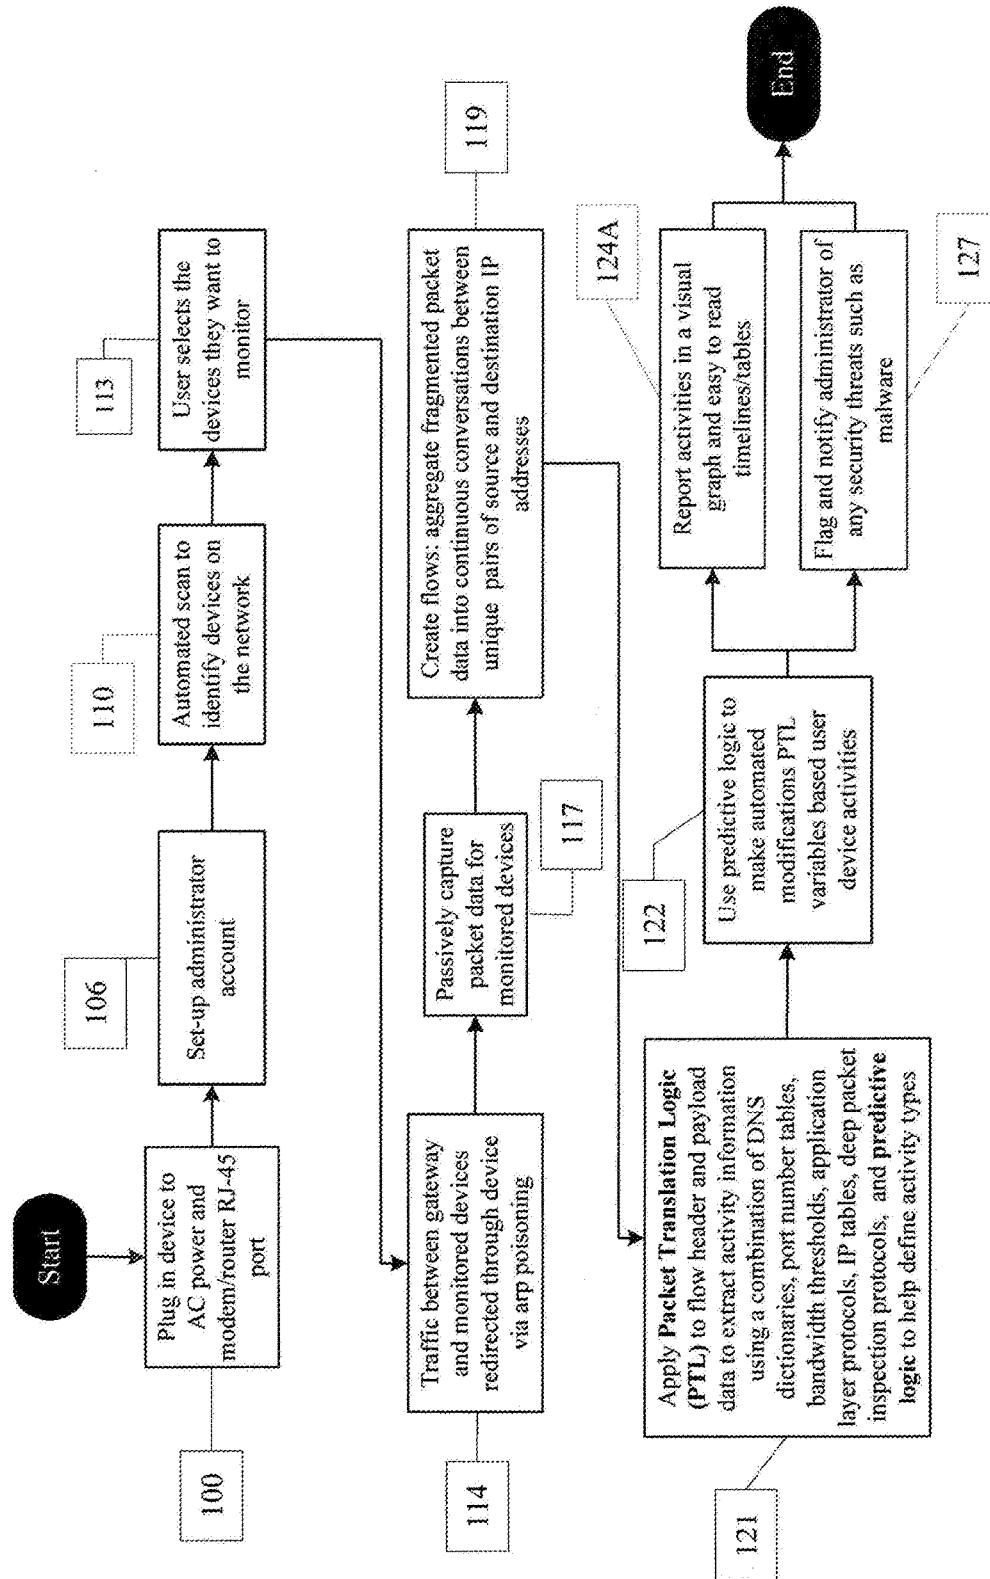 Start
Plug in device to
AC power and
modem/router RJ-45
port
100
Set-up administrator
account
106
Automated scan to
identify devices on
the network
110
User selects the
devices they want to
monitor
113
Traffic between gateway
and monitored devices
redirected through device
via arp poisoning
114
Passively capture
packet data for
monitored devices
117
Create flows: aggregate fragmented packet
data into continuous conversations between
unique pairs of source and destination IP
addresses
119
Apply Packet Translation Logic
(PTL) to flow header and payload
data to extract activity information
using a combination of DNS
dictionaries, port number tables,
bandwidth thresholds, application
layer protocols, IP tables, deep packet
inspection protocols, and predictive
logic to help define activity types
121
Use predictive logic to
make automated
modifications PTL
variables based user
device activities
122
Report activities in a visual
graph and easy to read
timelines/tables
124A
Flag and notify administrator of
any security threats such as
malware
127
End